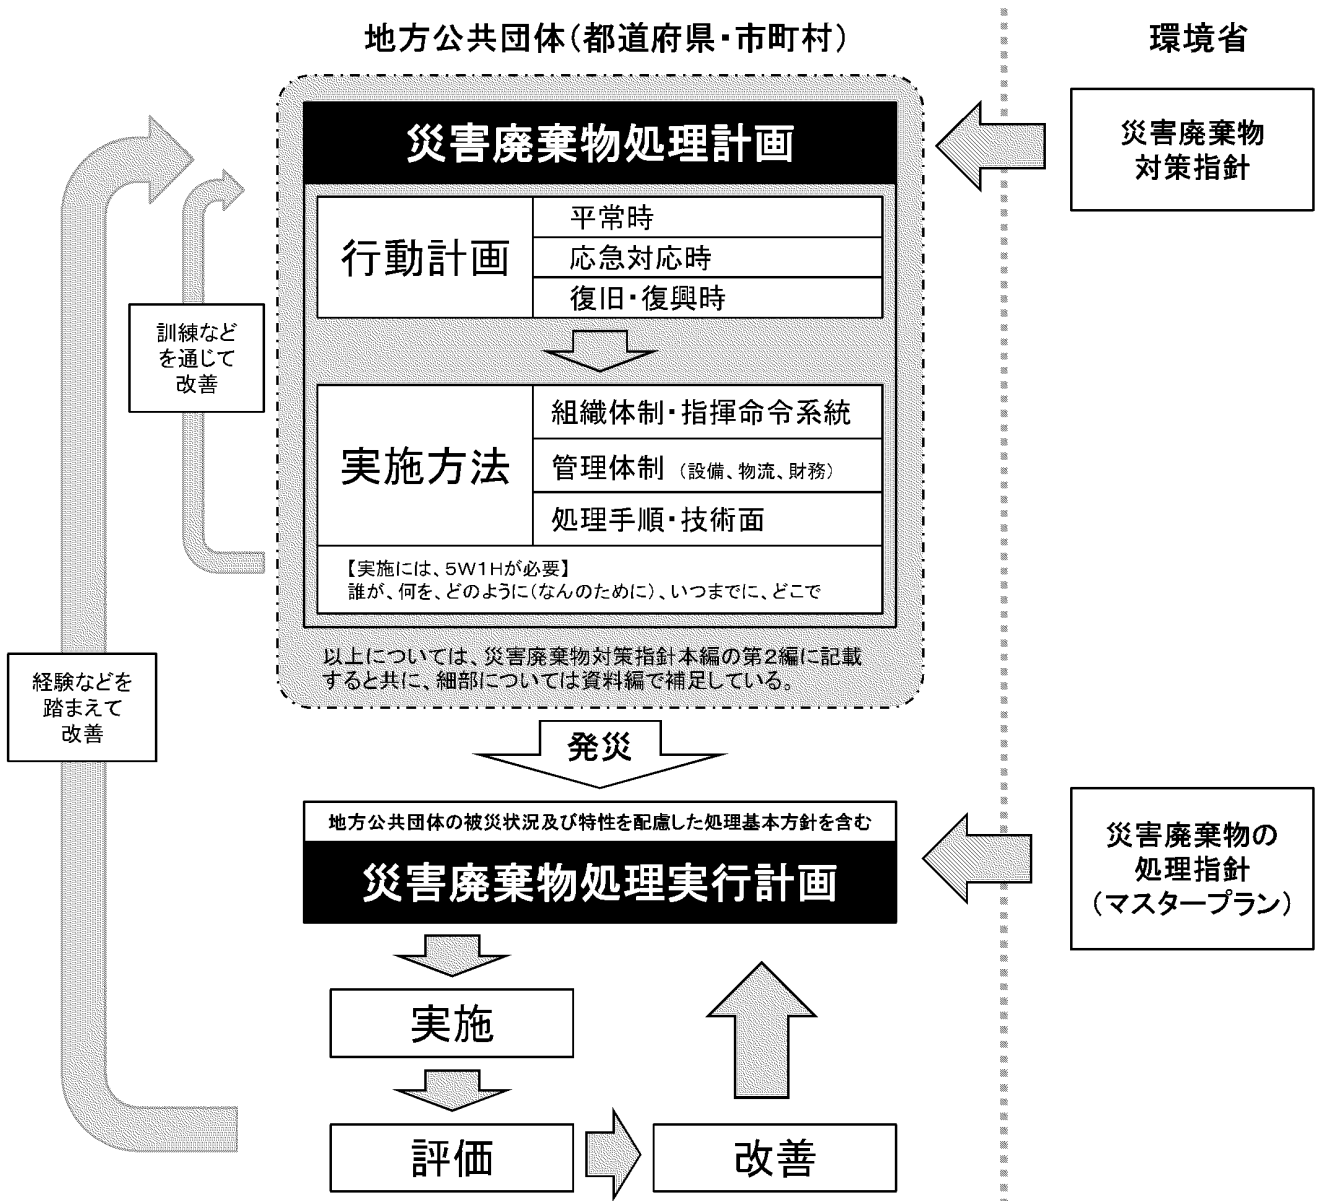 地方公共団体（都道府県・市町村）
環境省
災害廃棄物処理計画
災害廃棄物
対策指針
行動計画
平常時
応急対応時
復旧・復興時
訓練など
を通じて
改善
実施方法
組織体制・指揮命令系統
管理体制（設備、物流、財務）
処理手順・技術面
【実施には、5W1Hが必要】
誰が、何を、どのように（なんのために）、いつまでに、どこで
以上については、災害廃棄物対策指針本編の第2編に記載
すると共に、細部については資料編で補足している。
経験などを
踏まえて
改善
発災
地方公共団体の被災状況及び特性を配慮した処理基本方針を含む
災害廃棄物処理実行計画
災害廃棄物の
処理指針
（マスタープラン）
実施
評価
改善